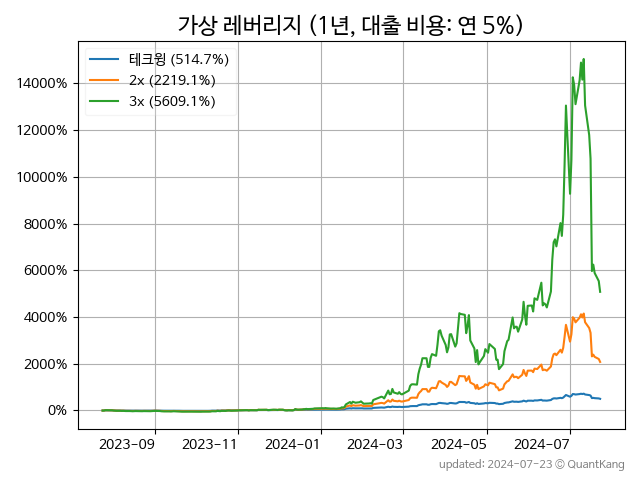 가상 레버리지 (1년, 대출 비용: 연 5%)
테크윙 (514.7%)
2x (2219.1%)
3x (5609.1%)
14000%
12000%
10000%
8000%
6000%
4000%
2000%
0%
2023-09 2023-11 2024-01 2024-03 2024-05 2024-07
updated: 2024-07-23 © QuantKang